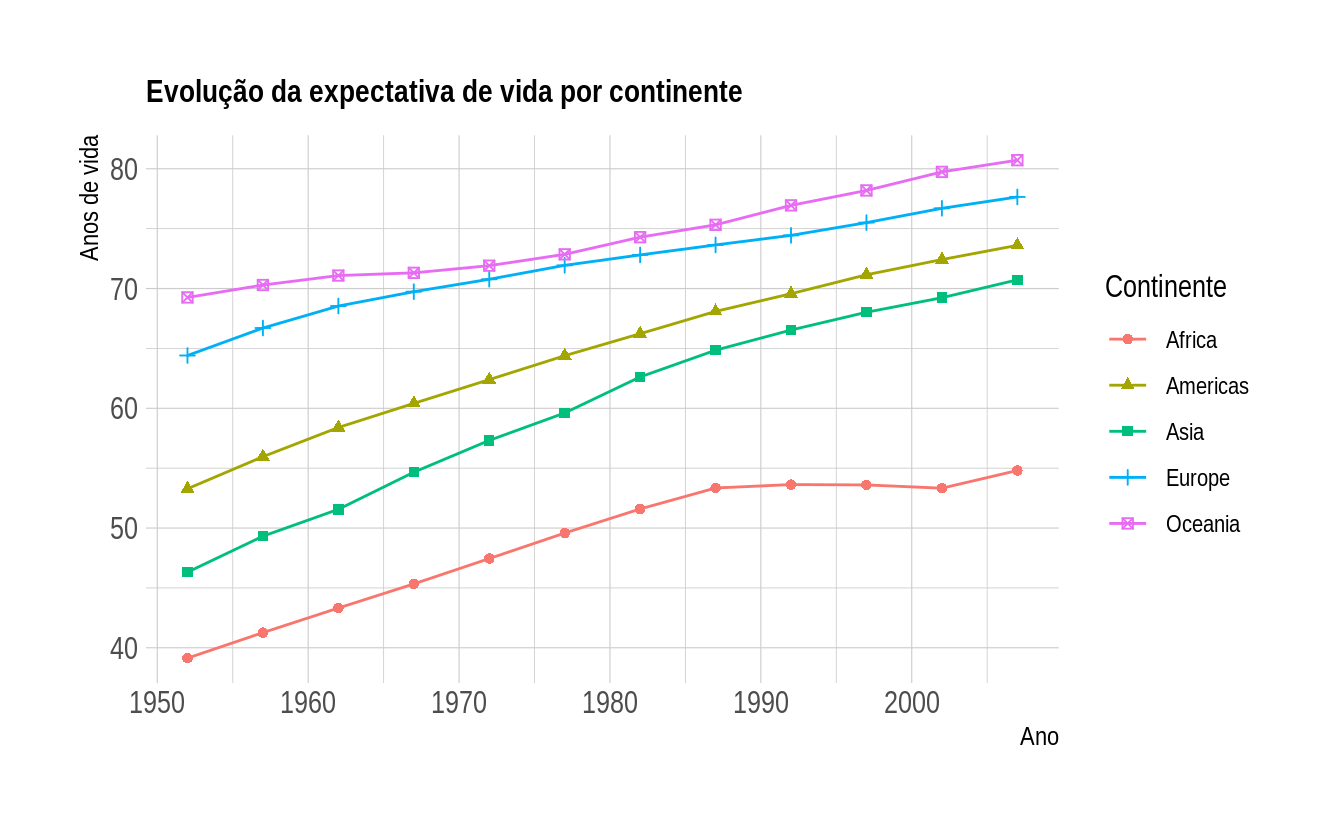 Evolução da expectativa de vida por continente
Anos de vida
80
70
60
50
40
1950 1960 1970 1980 1990 2000
Ano
Continente
Africa
Americas
Asia
Europe
Oceania